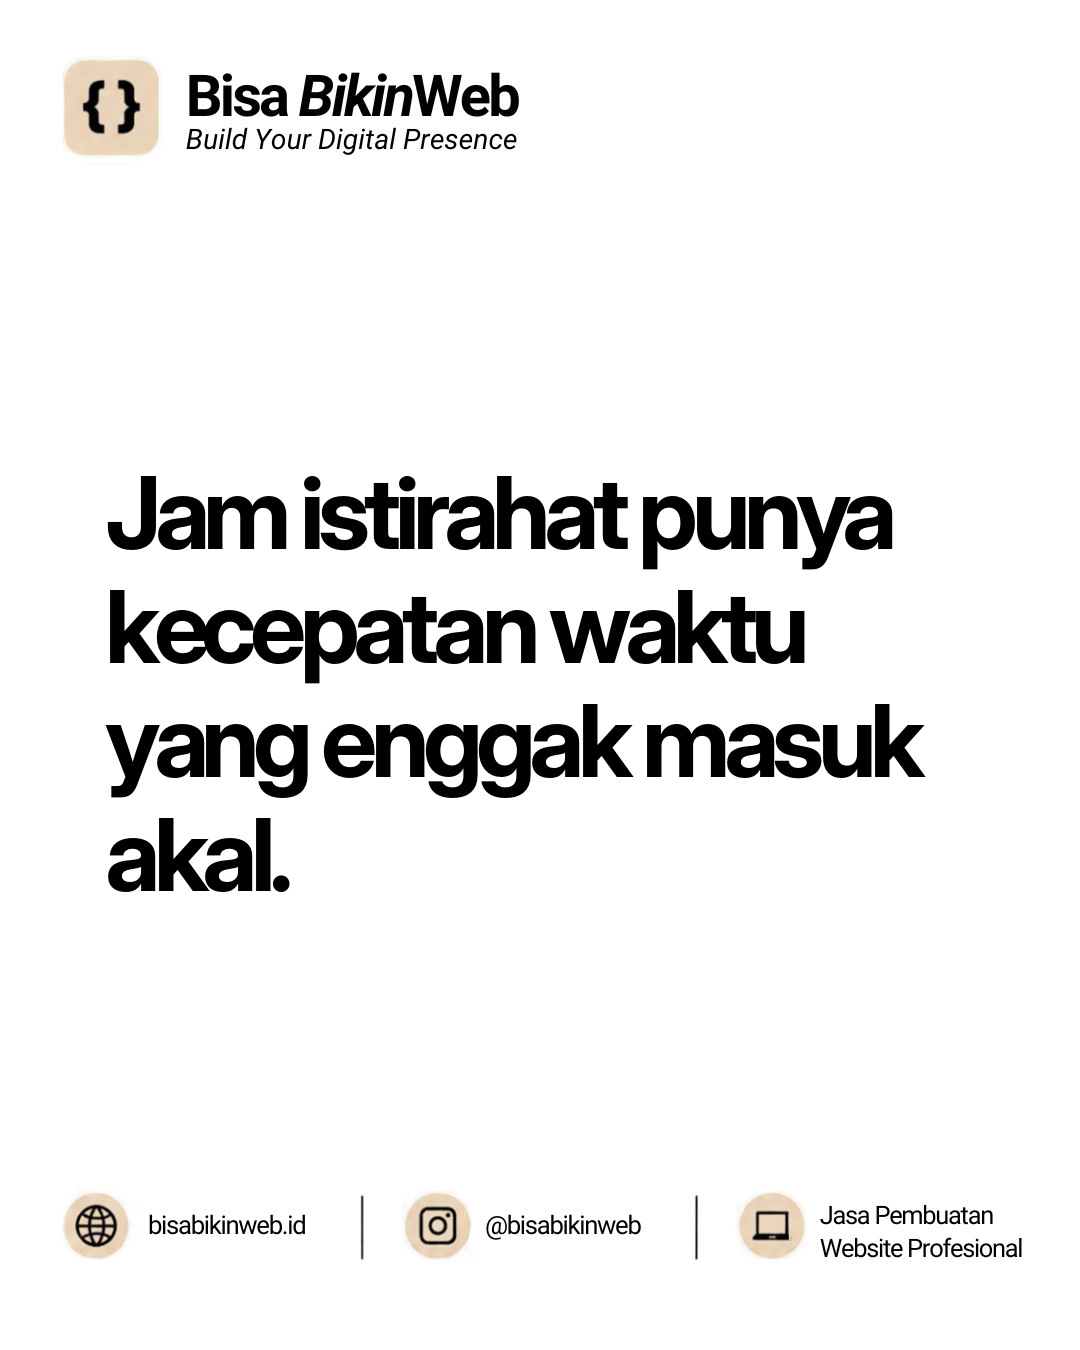 { }
Bisa BikinWeb
Build Your Digital Presence
Jam istirahat punya
kecepatan waktu
yang enggak masuk
akal.
bisabikinweb.id
@bisabikinweb
Jasa Pembuatan
Website Profesional